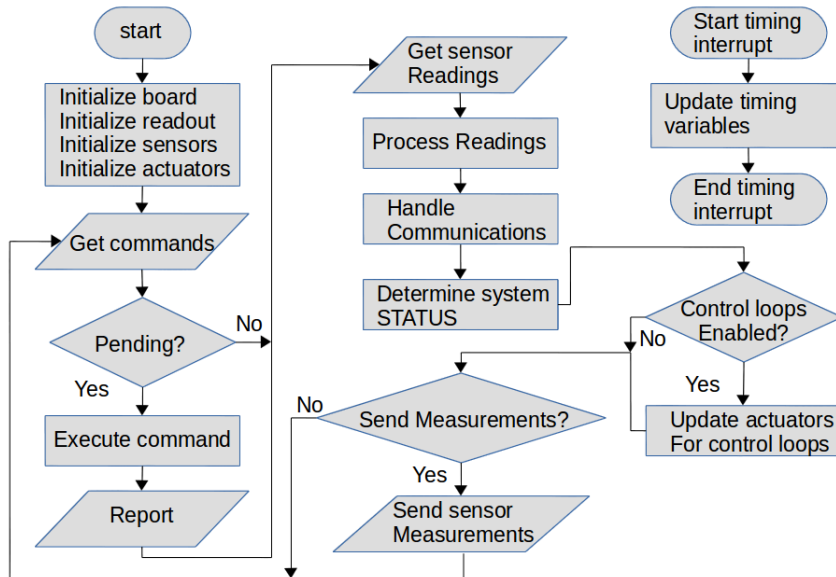 start
Initialize board
Initialize readout
Initialize sensors
Initialize actuators
Get commands
Pending?
No
Yes
Execute command
Report
Get sensor
Readings
Process Readings
Handle
Communications
Determine system
STATUS
Control loops
Enabled?
No
Yes
Update actuators
For control loops
Send Measurements?
No
Yes
Send sensor
Measurements
Start timing
interrupt
Update timing
variables
End timing
interrupt